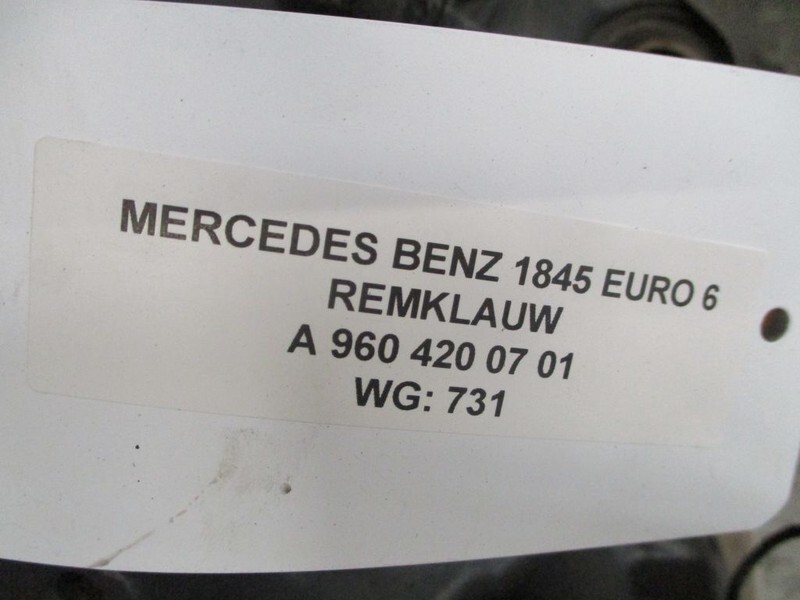 MERCEDES BENZ 1845 EURO 6
REMKLAUW
A 960 420 07 01
WG: 731